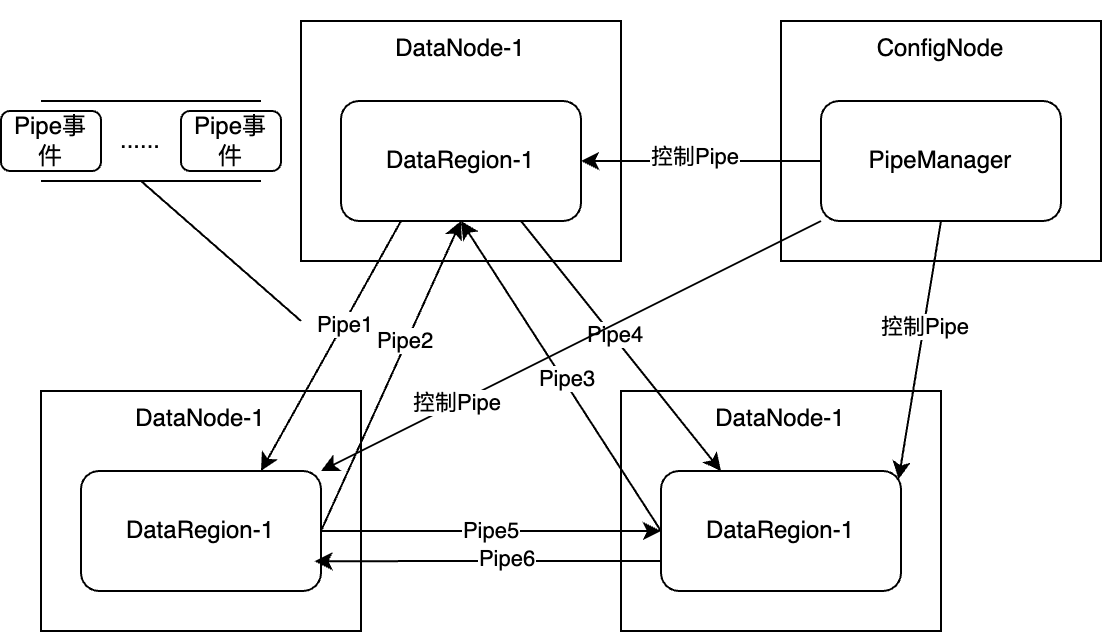 DataNode-1
ConfigNode
Pipe事
件
......
Pipe事
件
DataRegion-1
控制Pipe
PipeManager
Pipe1
Pipe2
Pipe4
控制Pipe
Pipe3
控制Pipe
DataNode-1
DataNode-1
DataRegion-1
Pipe5
DataRegion-1
Pipe6